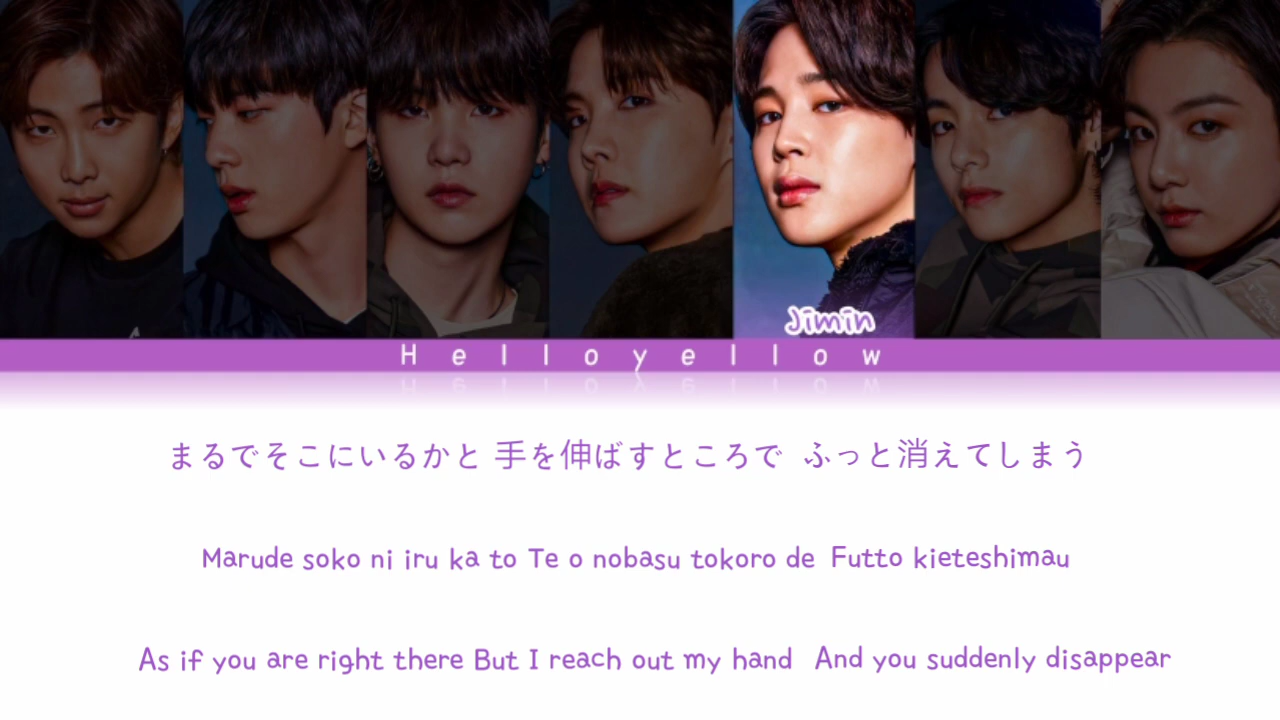 Jimin
Helloyellow
まるでそこにいるかと 手を伸ばすところで ふっと消えてしまう
Marude soko ni iru ka to Te o nobasu tokoro de Futto kieteshimau
As if you are right there But I reach out my hand And you suddenly disappear